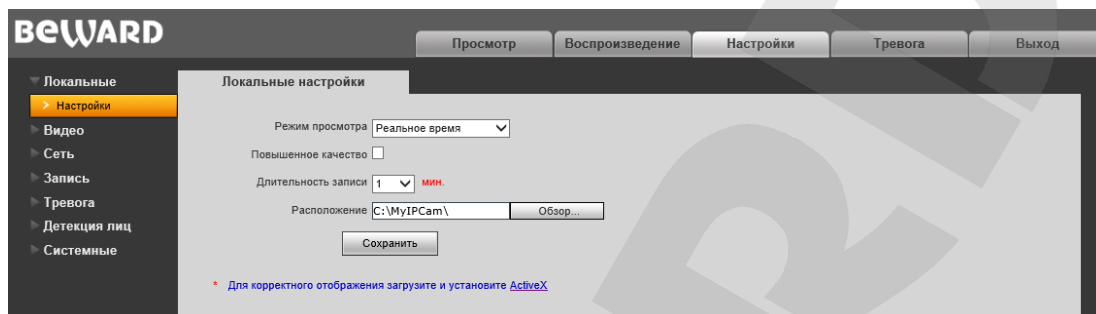 BEWARD
Просмотр Воспроизведение Настройки Тревога Выход
Локальные
Настройки
Видео
Сеть
Запись
Тревога
Детекция лиц
Системные
Локальные настройки
Режим просмотра Реальное время
Повышенное качество
Длительность записи 1 мин.
Расположение C:\MyIPCam\ Обзор...
Сохранить
* Для корректного отображения загрузите и установите ActiveX